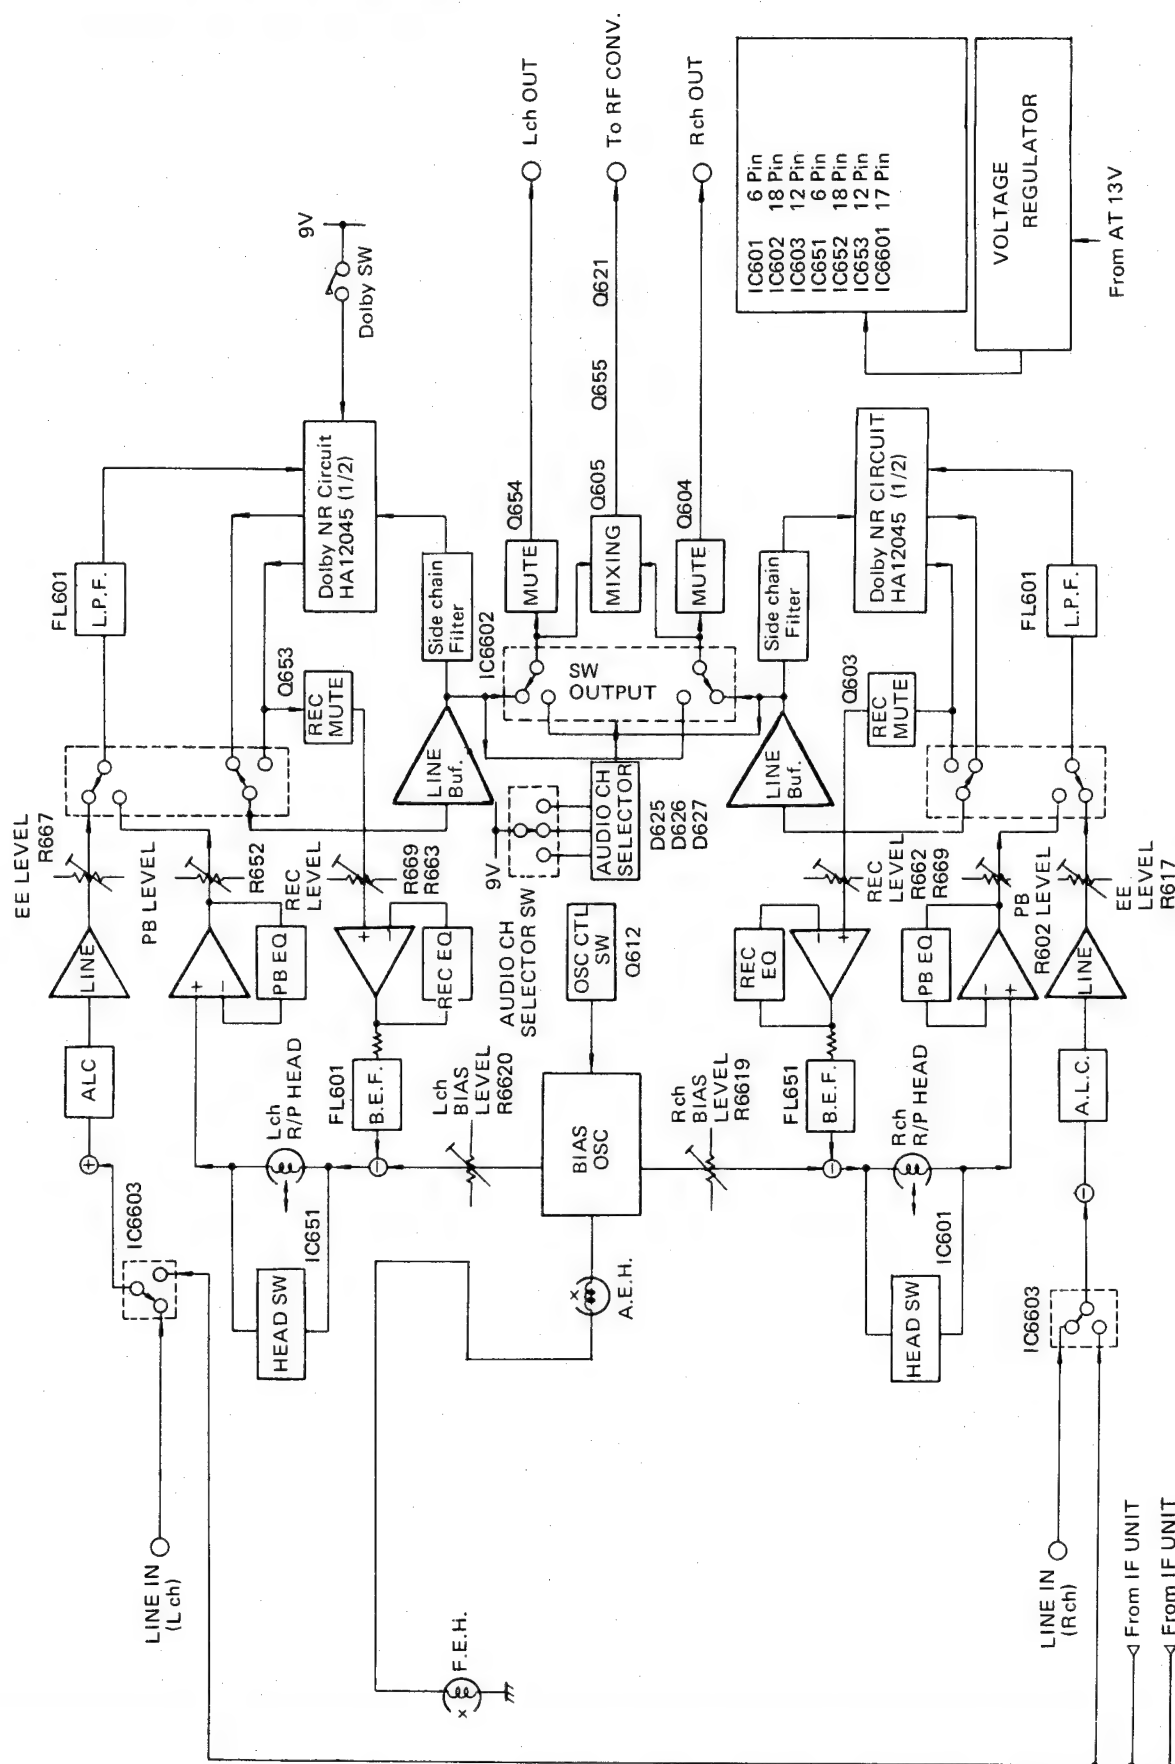 LINE IN
(L ch)
IC6603
ALC
LINE
EE LEVEL
R667
FL601
L.P.F.
HEAD SW
IC651
Lch
R/P HEAD
PB EQ
PB LEVEL
R652
REC
LEVEL
R669
R663
REC EQ
REC
MUTE
Q653
Dolby NR Circuit
HA12045 (1/2)
9V
Dolby SW
FL601
B.E.F.
Lch
BIAS
LEVEL
R6620
LINE
Buf.
Side chain
Filter
IC6602
SW
OUTPUT
AUDIO CH
SELECTOR SW
9V
AUDIO CH
SELECTOR
D625
D626
D627
MUTE
Q654
Lch OUT
MIXING
Q605
Q655
Q621
To RF CONV.
MUTE
Q604
Rch OUT
F.E.H.
A.E.H.
BIAS
OSC
OSC CTL
SW
Q612
Rch
BIAS
LEVEL
R6619
FL651
B.E.F.
REC
EQ
REC
LEVEL
R662
R669
REC
MUTE
Q603
LINE
Buf.
Side chain
Filter
Dolby NR CIRCUIT
HA12045 (1/2)
HEAD SW
IC601
Rch
R/P HEAD
PB EQ
PB
R602 LEVEL
LINE IN
(Rch)
IC6603
A.L.C.
LINE
EE
LEVEL
R617
FL601
L.P.F.
IC601 6 Pin
IC602 18 Pin
IC603 12 Pin
IC651 6 Pin
IC652 18 Pin
IC653 12 Pin
IC6601 17 Pin
VOLTAGE
REGULATOR
From AT 13V
From IF UNIT
From IF UNIT